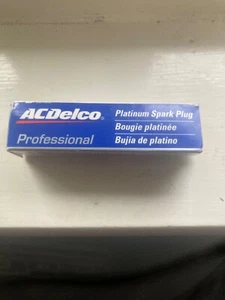 ACDelco
Professional
Platinum Spark Plug
Bougie platinée
Bujía de platino